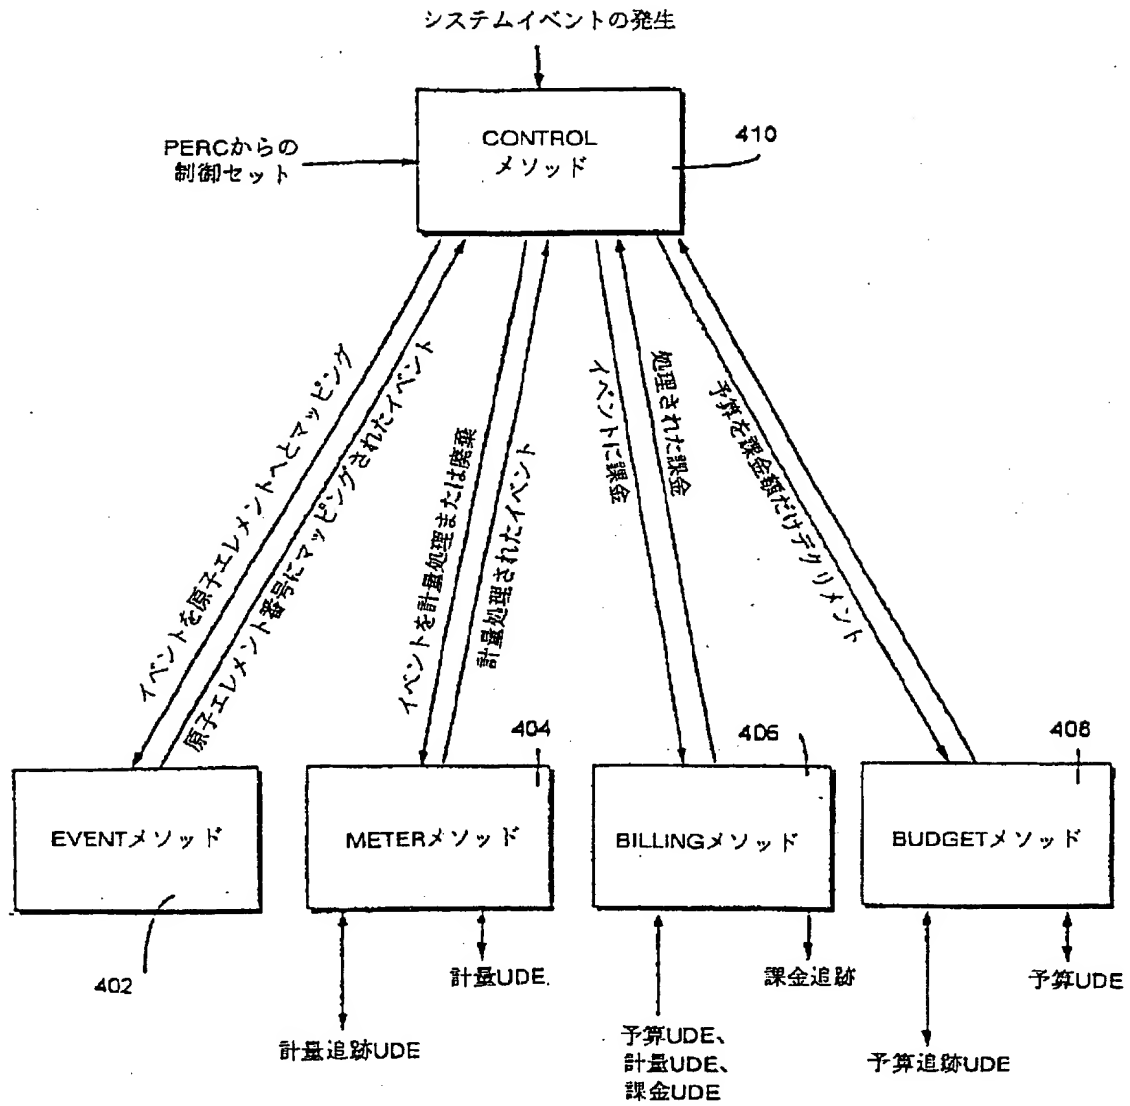 システムイベントの発生
CONTROL
メソッド
410
PERCからの
制御セット
イベントを原子エレメントへとマッピング
原子エレメント番号にマッピングされたイベント
イベントを計量処理または廃棄
計量処理されたイベント
イベントに課金
処理された課金
予算を課金額だけデクリメント
404
406
408
EVENTメソッド
METERメソッド
BILLINGメソッド
BUDGETメソッド
402
計量UDE
課金追跡
予算UDE
計量追跡UDE
予算UDE、
計量UDE、
課金UDE
予算追跡UDE